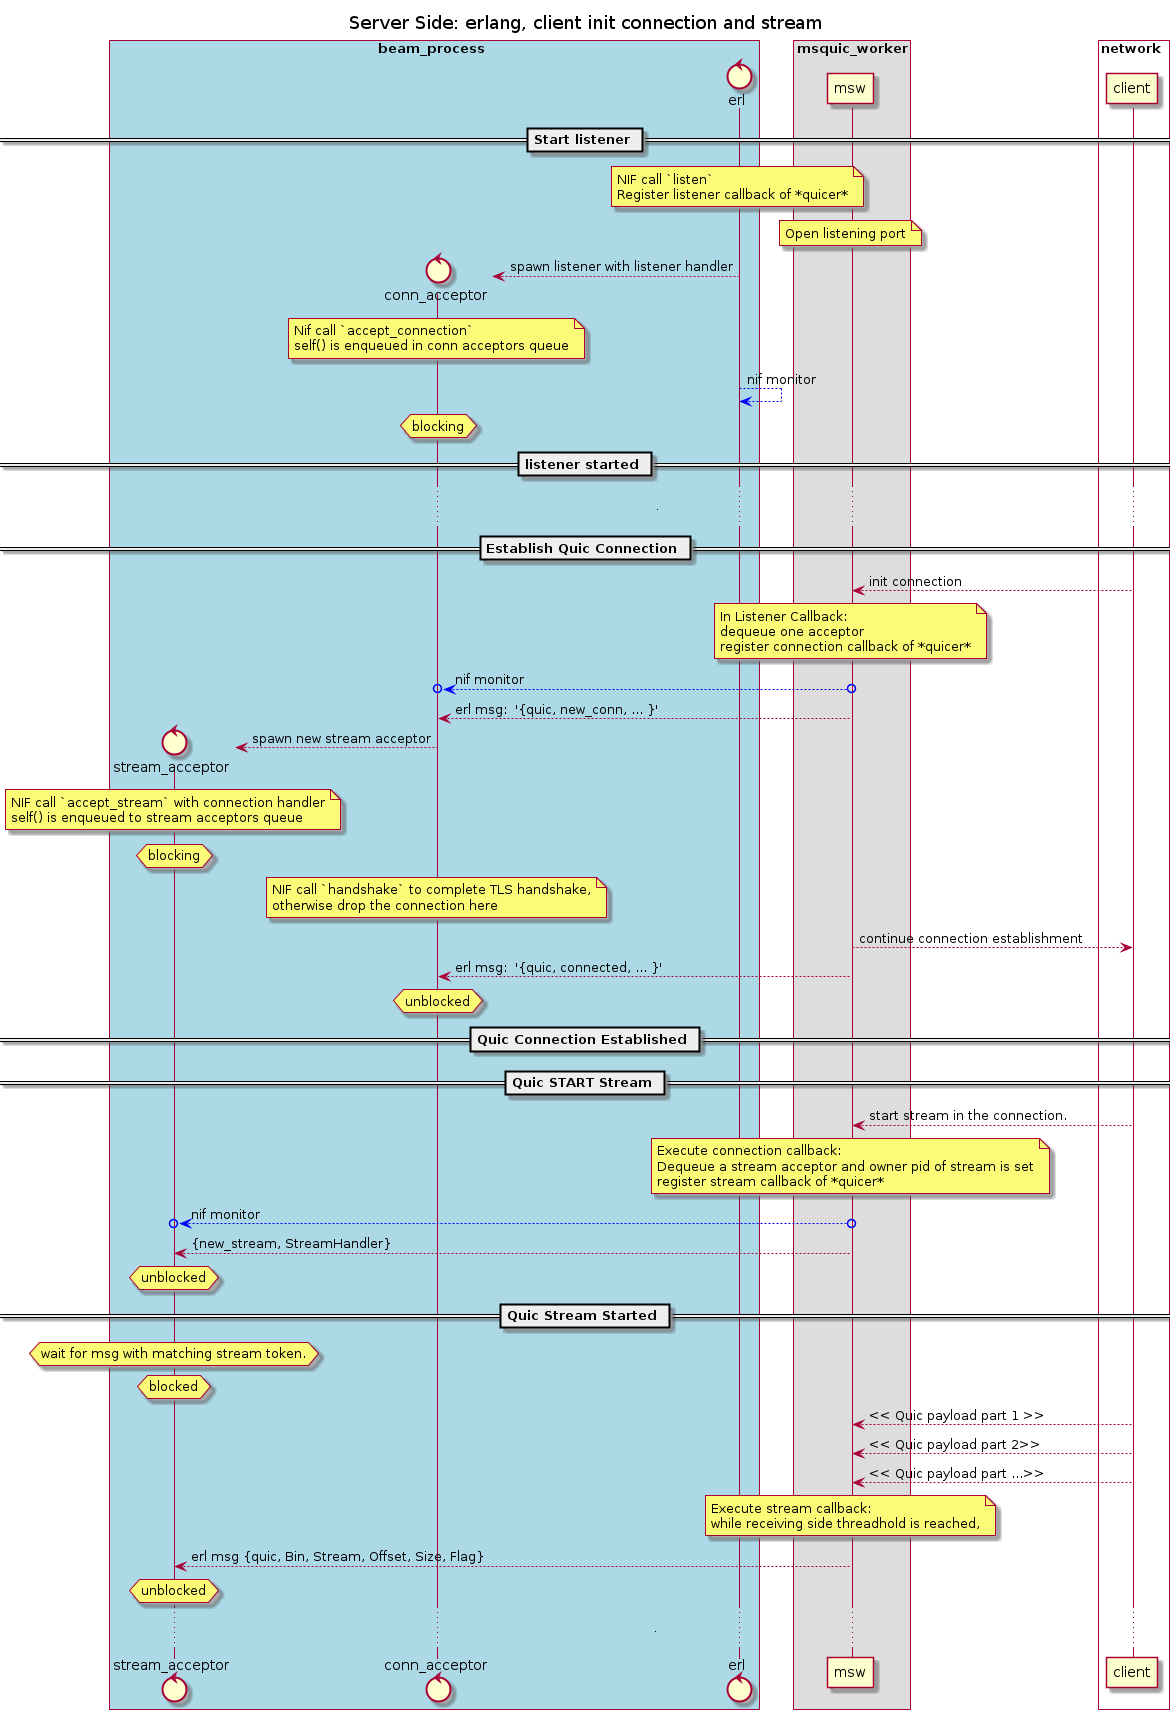 Server Side: erlang, client init connection and stream
beam_process
msquic_worker
network
erl
msw
client
Start listener
NIF call `listen`
Register listener callback of *quicer*
Open listening port
spawn listener with listener handler
conn_acceptor
Nif call `accept_connection`
self() is enqueued in conn acceptors queue
nif monitor
blocking
listener started
Establish Quic Connection
init connection
In Listener Callback:
dequeue one acceptor
register connection callback of *quicer*
nif monitor
erl msg:  '{quic, new_conn, ... }'
spawn new stream acceptor
stream_acceptor
NIF call `accept_stream` with connection handler
self() is enqueued to stream acceptors queue
blocking
NIF call `handshake` to complete TLS handshake,
otherwise drop the connection here
continue connection establishment
erl msg:  '{quic, connected, ... }'
unblocked
Quic Connection Established
Quic START Stream
start stream in the connection.
Execute connection callback:
Dequeue a stream acceptor and owner pid of stream is set
register stream callback of *quicer*
nif monitor
{new_stream, StreamHandler}
unblocked
Quic Stream Started
wait for msg with matching stream token.
blocked
<< Quic payload part 1 >>
<< Quic payload part 2>>
<< Quic payload part ...>>
Execute stream callback:
while receiving side threadhold is reached,
erl msg {quic, Bin, Stream, Offset, Size, Flag}
unblocked
stream_acceptor
conn_acceptor
erl
msw
client